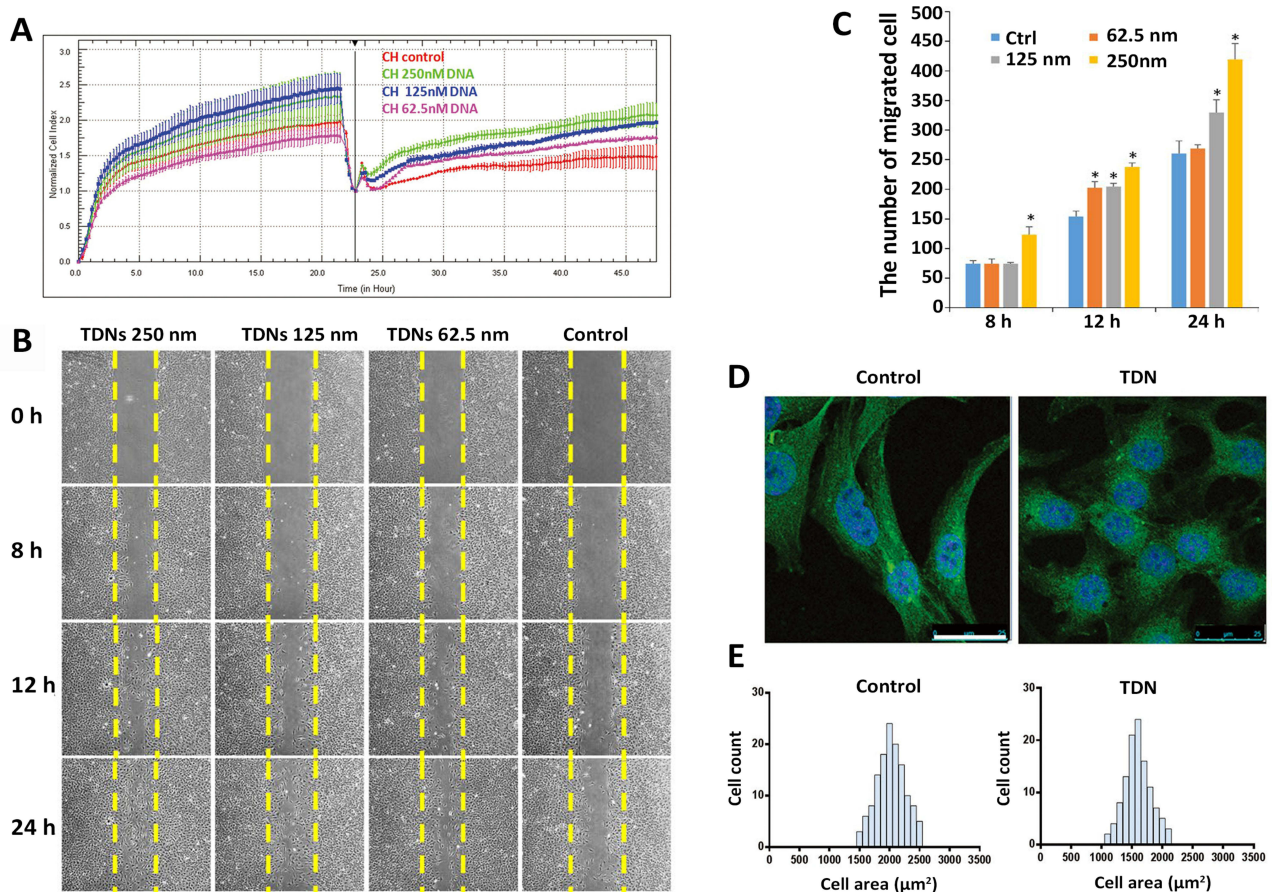 A
Normalized Cell Index
3.0
2.5
2.0
1.5
1.0
0.5
0.0
0.0 5.0 10.0 15.0 20.0 25.0 30.0 35.0 40.0 45.0
Time (in Hour)
CH control
CH 250nM DNA
CH 125nM DNA
CH 62.5nM DNA
B
TDNs 250 nm TDNs 125 nm TDNs 62.5 nm Control
0 h
8 h
12 h
24 h
C
The number of migrated cell
500
450
400
350
300
250
200
150
100
50
0
Ctrl 62.5 nm
125 nm 250nm
*
* * *
* *
8 h 12 h 24 h
D
Control TDN
0 µm 25
0 µm 25
E
Control
Cell count
30
20
10
0
0 500 1000 1500 2000 2500 3000 3500
Cell area (µm²)
TDN
Cell count
30
20
10
0
0 500 1000 1500 2000 2500 3000 3500
Cell area (µm²)